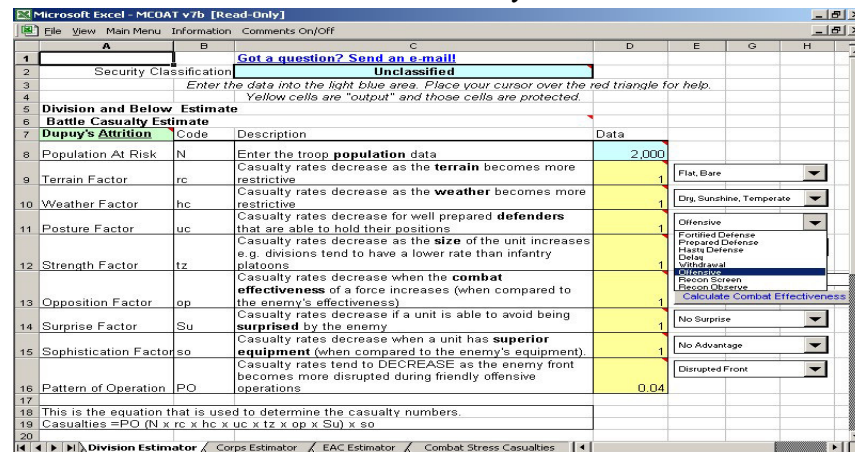 Microsoft Excel - MCOAT v7b [Read-Only]
File View Main Menu Information Comments On/Off
A B C D E G H
1 Got a question? Send an e-mail!
2 Security Classification Unclassified
3 Enter the data into the light blue area. Place your cursor over the red triangle for help.
4 Yellow cells are "output" and those cells are protected.
5 Division and Below Estimate
6 Battle Casualty Estimate
7 Dupuy's Attrition Code Description Data
8 Population At Risk N Enter the troop population data 2,000
Casualty rates decrease as the terrain becomes more
9 Terrain Factor rc restrictive 1 Flat, Bare
Casualty rates decrease as the weather becomes more
10 Weather Factor hc restrictive 1 Dry, Sunshine, Temperate
Casualty rates decrease for well prepared defenders
11 Posture Factor uc that are able to hold their positions 1 Offensive
Fortified Defense
Prepared Defense
Hasty Defense
Delay
Withdrawal
Offensive
Recon Screen
Recon Observe
Casualty rates decrease as the size of the unit increases
e.g. divisions tend to have a lower rate than infantry
12 Strength Factor tz platoons 1
Casualty rates decrease when the combat
effectiveness of a force increases (when compared to
13 Opposition Factor op the enemy's effectiveness) 1 Calculate Combat Effectiveness
Casualty rates decrease if a unit is able to avoid being
14 Surprise Factor Su surprised by the enemy 1 No Surprise
Casualty rates decrease when a unit has superior
15 Sophistication Factor so equipment (when compared to the enemy's equipment). 1 No Advantage
Casualty rates tend to DECREASE as the enemy front
becomes more disrupted during friendly offensive
16 Pattern of Operation PO operations 0.04 Disrupted Front
17
18 This is the equation that is used to determine the casualty numbers.
19 Casualties =PO (N x rc x hc x uc x tz x op x Su) x so
20
Division Estimator Corps Estimator EAC Estimator Combat Stress Casualties